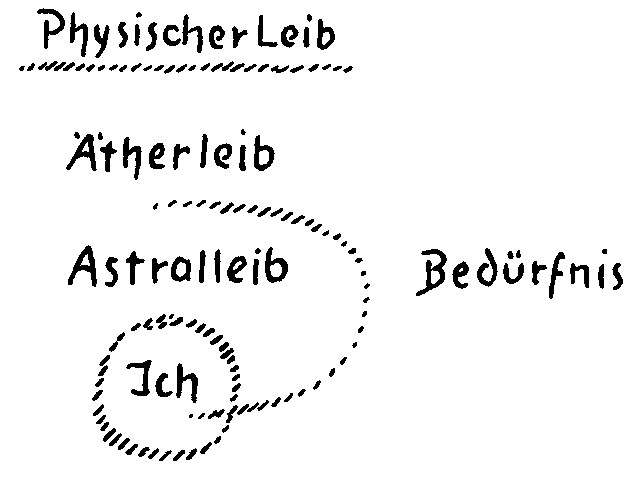 Physischer Leib
Ätherleib
Astralleib
Bedürfnis
Ich